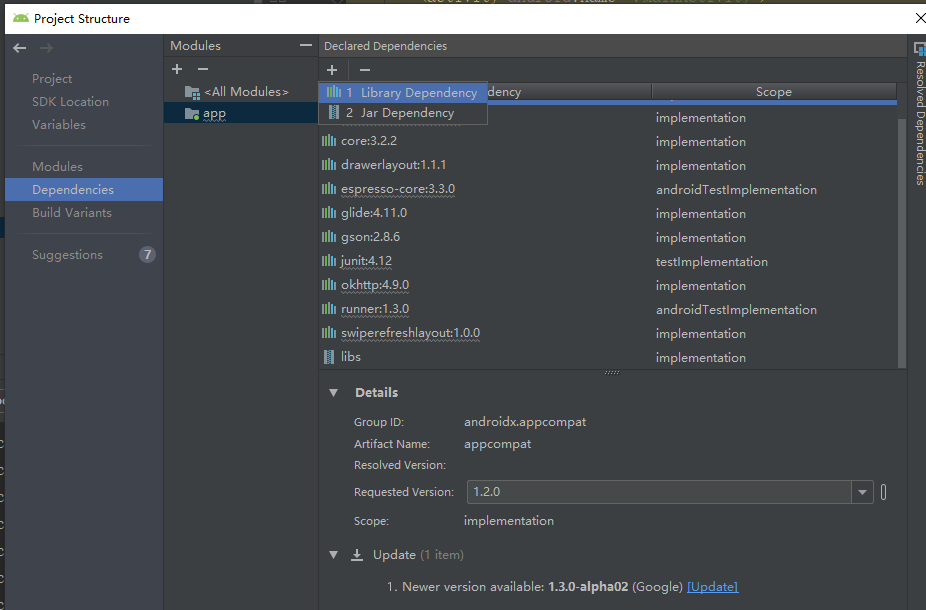 Project Structure
Modules
Declared Dependencies
Project
SDK Location
Variables
Modules
Dependencies
Build Variants
Suggestions
7
<All Modules>
app
1 Library Dependency
2 Jar Dependency
dency
Scope
implementation
core:3.2.2 implementation
drawerlayout:1.1.1 implementation
espresso-core:3.3.0 androidTestImplementation
glide:4.11.0 implementation
gson:2.8.6 implementation
junit:4.12 testImplementation
okhttp:4.9.0 implementation
runner:1.3.0 androidTestImplementation
swiperefreshlayout:1.0.0 implementation
libs implementation
Details
Group ID: androidx.appcompat
Artifact Name: appcompat
Resolved Version:
Requested Version: 1.2.0
Scope: implementation
Update (1 item)
1. Newer version available: 1.3.0-alpha02 (Google) [Update]
Resolved Dependencies